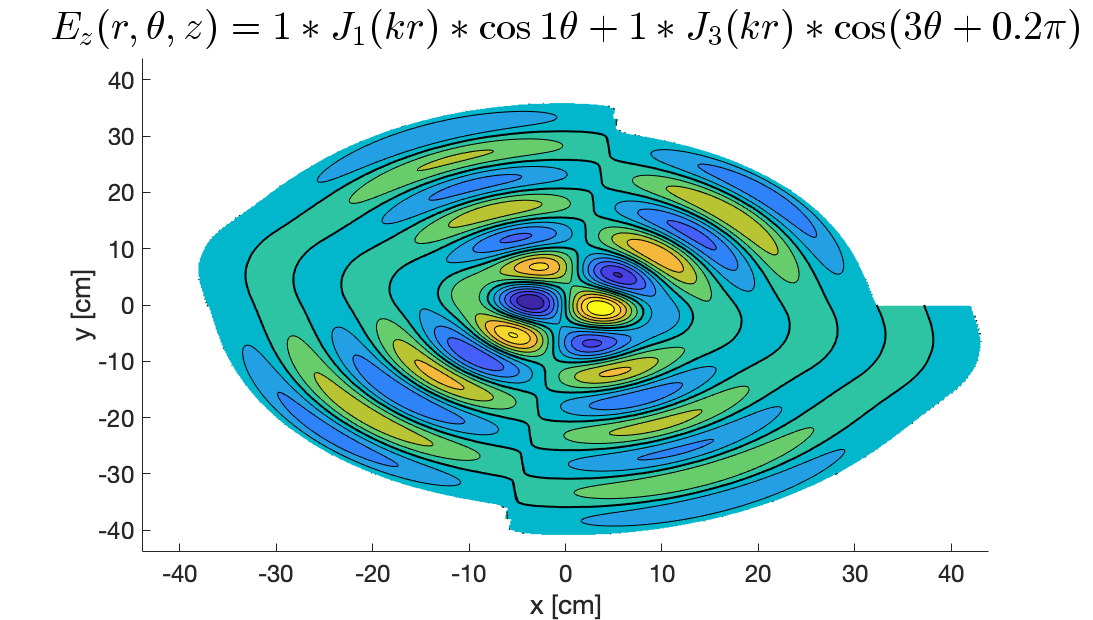 E_z(r, θ, z) = 1 * J_1(kr) * cos 1θ + 1 * J_3(kr) * cos(3θ + 0.2π)
40
30
20
10
0
-10
-20
-30
-40
y [cm]
-40 -30 -20 -10 0 10 20 30 40
x [cm]